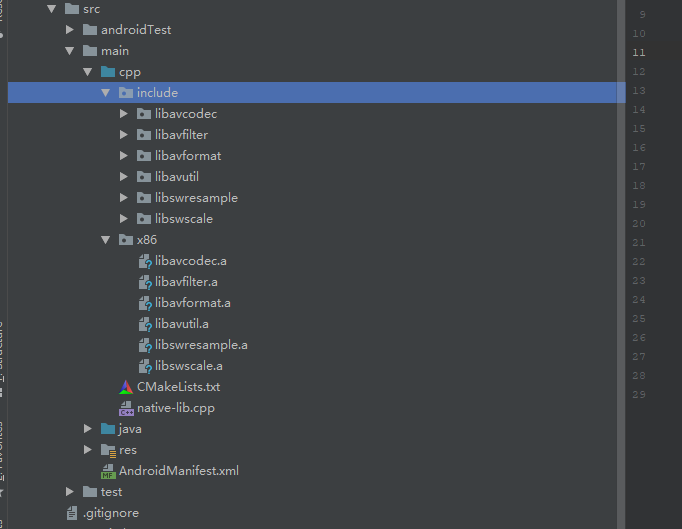 src
androidTest
main
cpp
include
libavcodec
libavfilter
libavformat
libavutil
libswresample
libswscale
x86
libavcodec.a
libavfilter.a
libavformat.a
libavutil.a
libswresample.a
libswscale.a
CMakeLists.txt
native-lib.cpp
java
res
AndroidManifest.xml
test
.gitignore
9
10
11
12
13
14
15
16
17
18
19
20
21
22
23
24
25
26
27
28
29